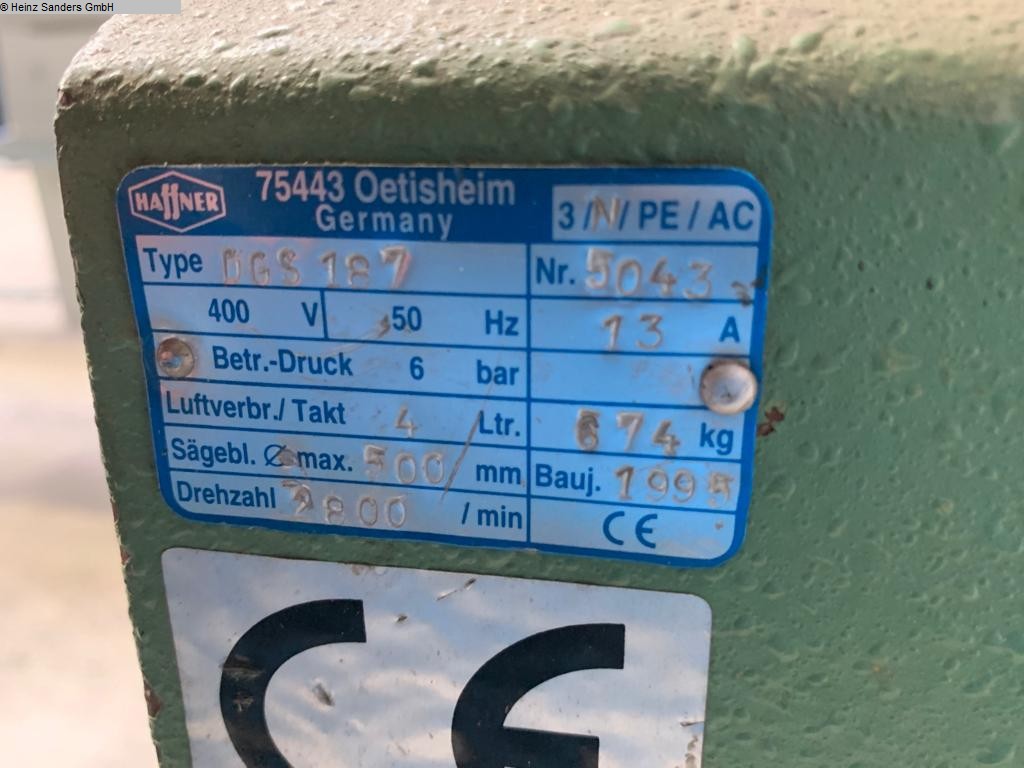 © Heinz Sanders GmbH
HAffNER 75443 Oetisheim
Germany 3/N/PE/AC
Type DGS 187 Nr. 5043
400 V 50 Hz 13 A
Betr.-Druck 6 bar
Luftverbr./Takt 4 Ltr. 674 kg
Sägebl. Ø max. 500 mm Bauj. 1995
Drehzahl 2800 /min CE
CE